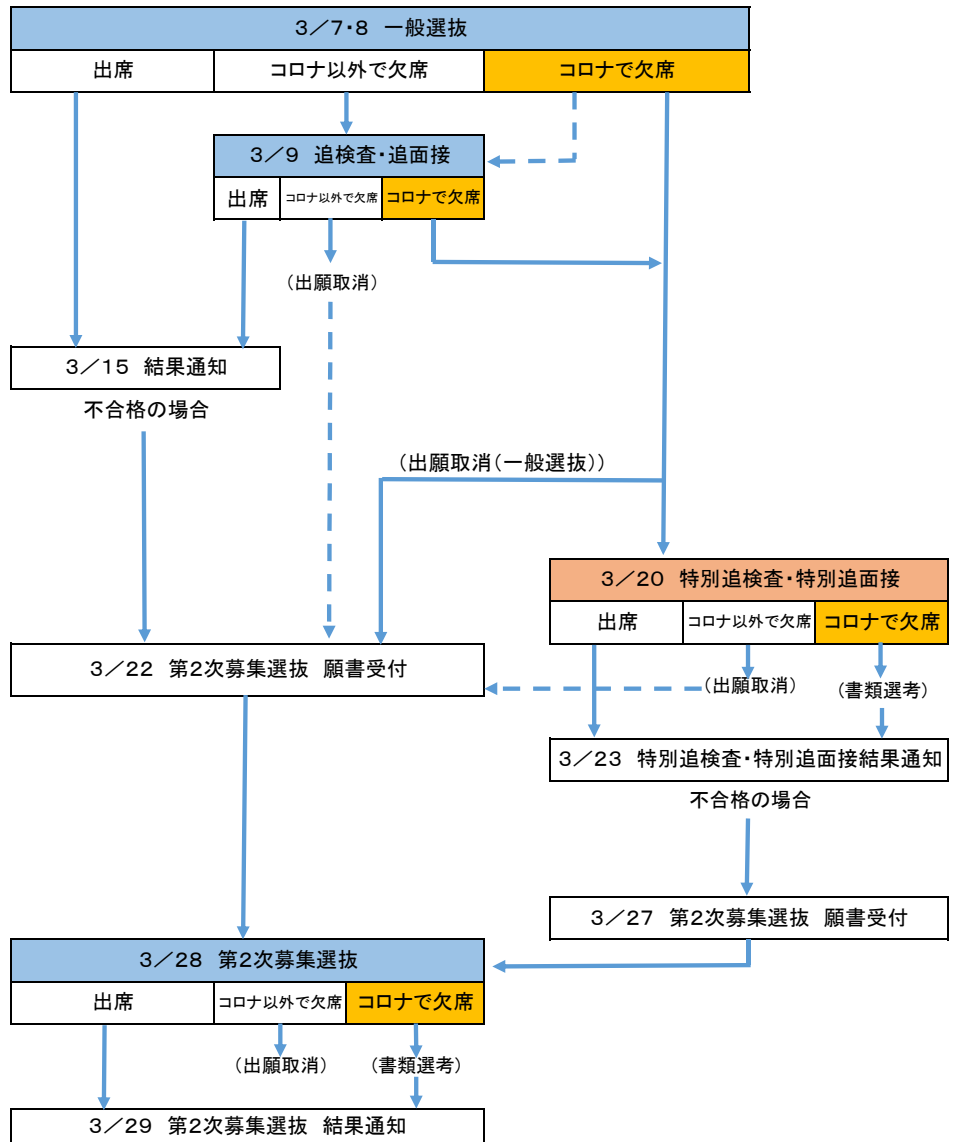 3/7・8 一般選抜
出席 コロナ以外で欠席 コロナで欠席
3/9 追検査・追面接
出席 コロナ以外で欠席 コロナで欠席
(出願取消)
3/15 結果通知
不合格の場合
(出願取消(一般選抜))
3/20 特別追検査・特別追面接
出席 コロナ以外で欠席 コロナで欠席
3/22 第2次募集選抜 願書受付
(出願取消) (書類選考)
3/23 特別追検査・特別追面接結果通知
不合格の場合
3/27 第2次募集選抜 願書受付
3/28 第2次募集選抜
出席 コロナ以外で欠席 コロナで欠席
(出願取消) (書類選考)
3/29 第2次募集選抜 結果通知